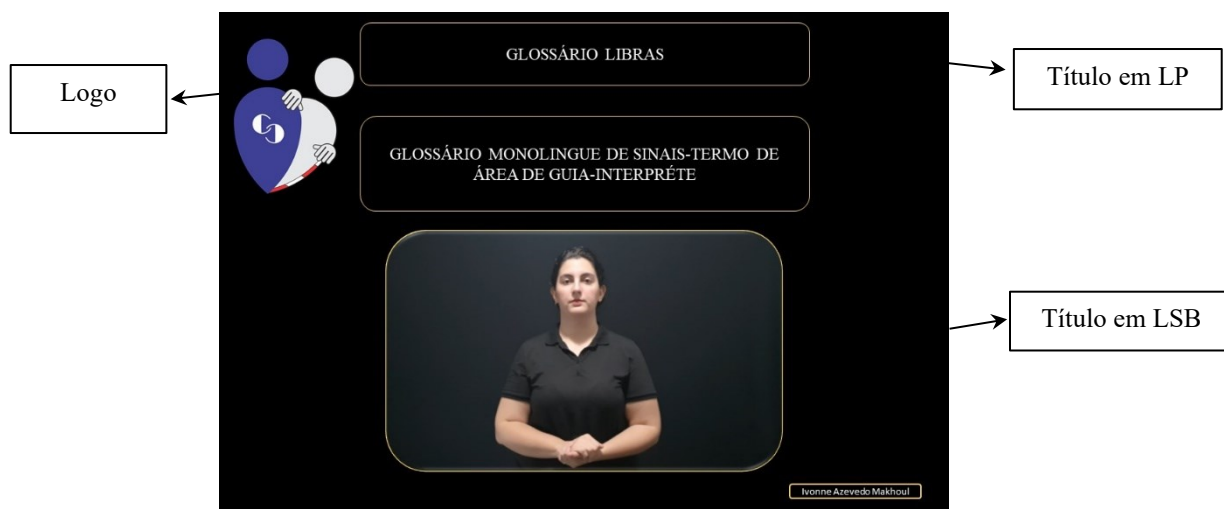 Logo
GLOSSÁRIO LIBRAS
Título em LP
GLOSSÁRIO MONOLINGUE DE SINAIS-TERMO DE
ÁREA DE GUIA-INTERPRÉTE
Título em LSB
Ivonne Azevedo Makhoul